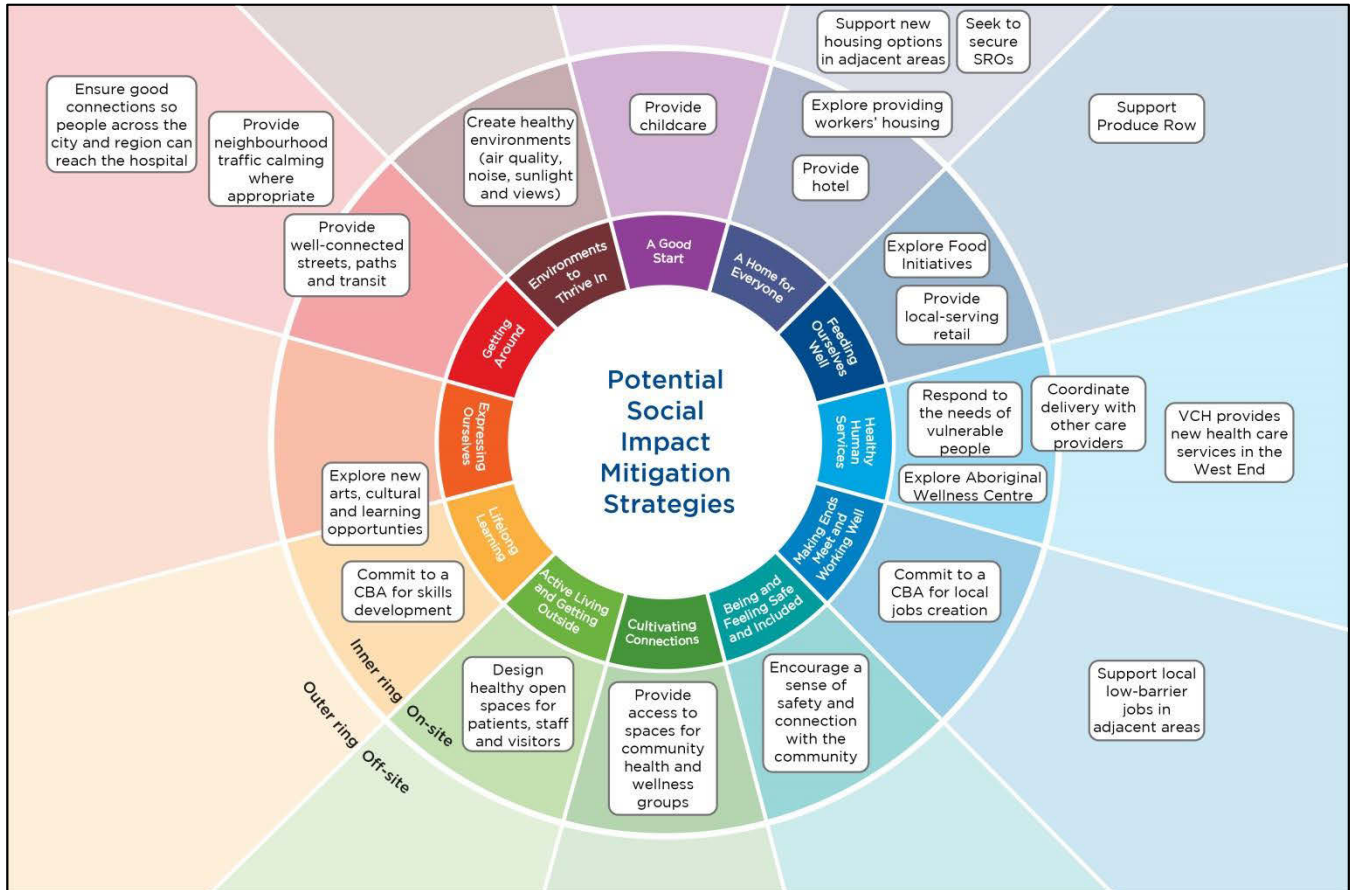 Potential
Social
Impact
Mitigation
Strategies
A Good
Start
A Home for
Everyone
Feeding
Ourselves
Well
Healthy
Human
Services
Making Ends
Meet and
Working Well
Being and
Feeling Safe
and Included
Cultivating
Connections
Active Living
and Getting
Outside
Lifelong
Learning
Expressing
Ourselves
Getting
Around
Environments
to
Thrive In
Provide
childcare
Support new
housing options
in adjacent areas
Seek to
secure
SROs
Explore providing
workers' housing
Provide
hotel
Support
Produce Row
Explore Food
Initiatives
Provide
local-serving
retail
Respond to
the needs of
vulnerable
people
Coordinate
delivery with
other care
providers
VCH provides
new health care
services in the
West End
Explore Aboriginal
Wellness Centre
Commit to a
CBA for local
jobs creation
Support local
low-barrier
jobs in
adjacent areas
Encourage a
sense of
safety and
connection
with the
community
Provide
access to
spaces for
community
health and
wellness
groups
Design
healthy open
spaces for
patients, staff
and visitors
Commit to a
CBA for skills
development
Explore new
arts, cultural
and learning
opportunties
Provide
well-connected
streets, paths
and transit
Provide
neighbourhood
traffic calming
where
appropriate
Ensure good
connections so
people across the
city and region can
reach the hospital
Create healthy
environments
(air quality,
noise, sunlight
and views)
Inner ring On-site
Outer ring Off-site